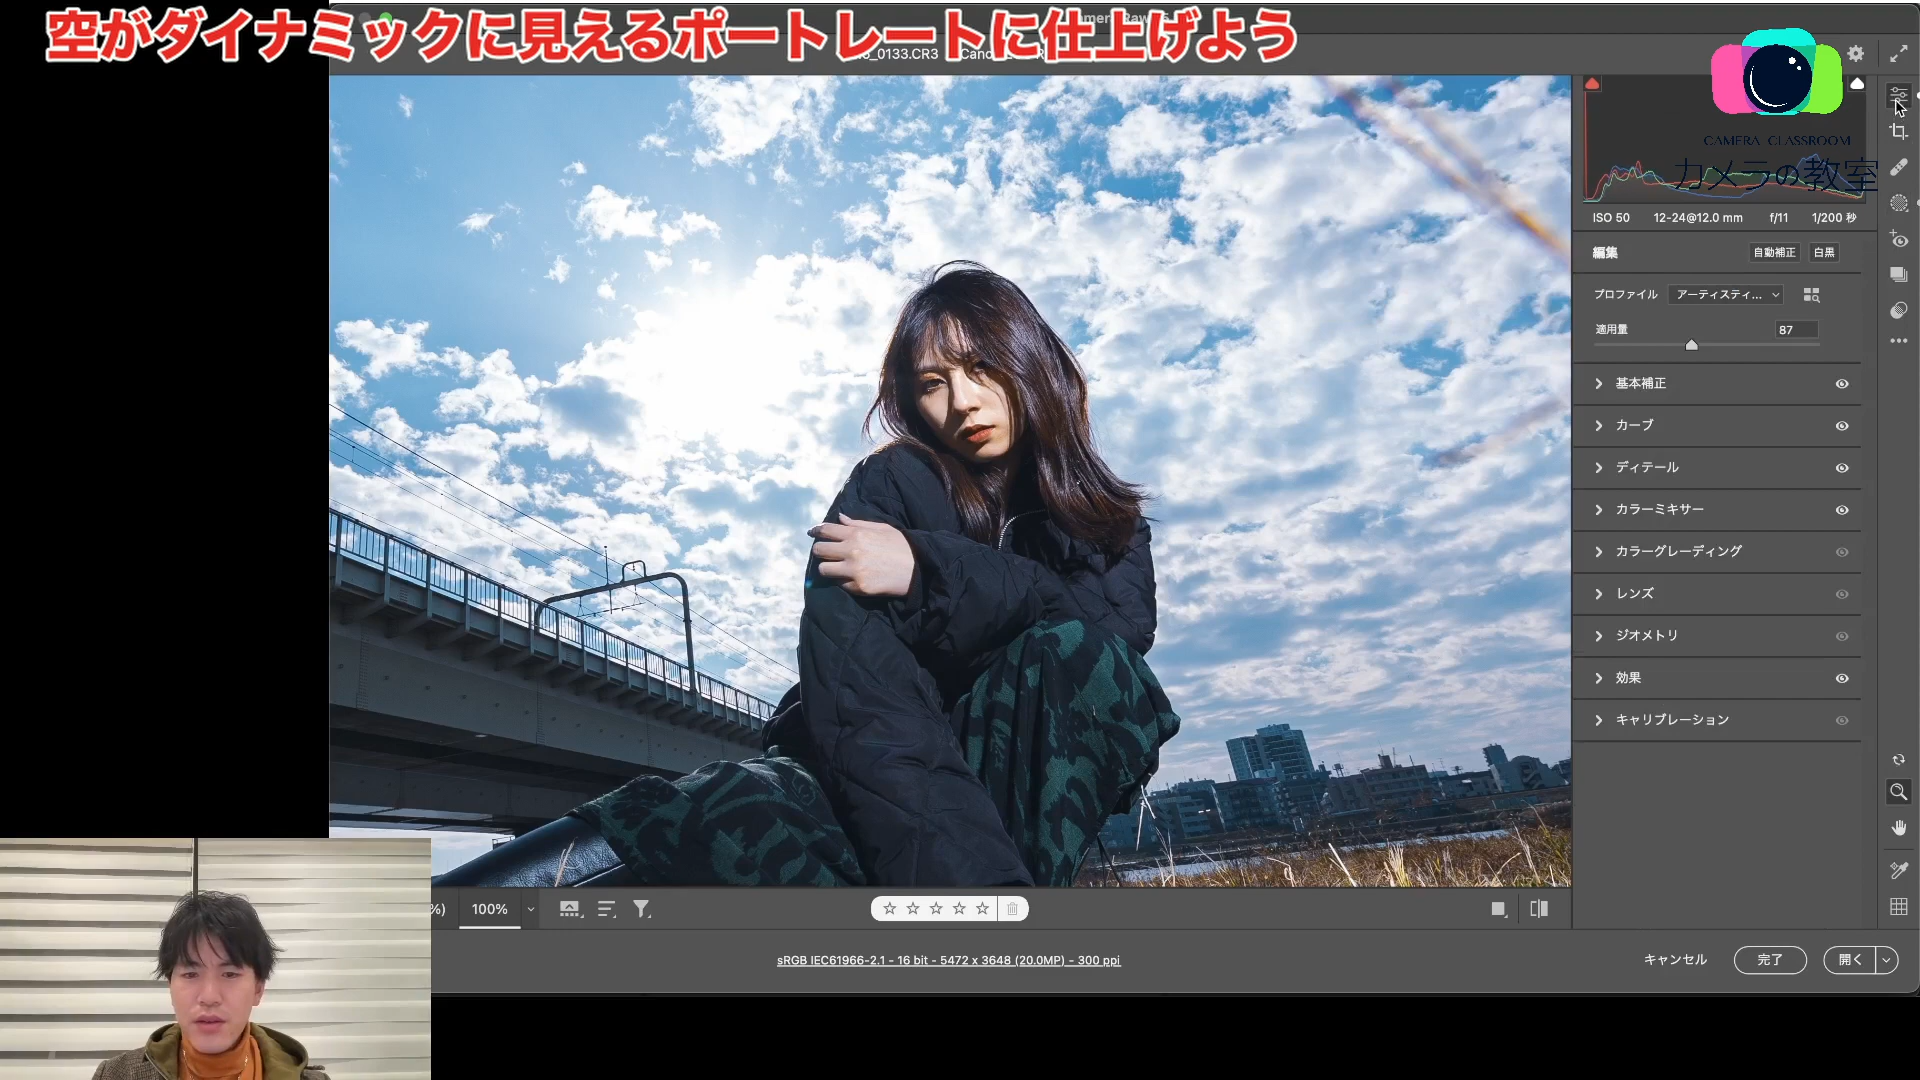 空がダイナミックに見えるポートレートに仕上げよう
_0133.CR3
CAMERA CLASSROOM
カメラの教室
ISO 50 12-24@12.0 mm f/11 1/200 秒
編集 自動補正 白黒
プロファイル アーティスティ...
適用量 87
基本補正
カーブ
ディテール
カラーミキサー
カラーグレーディング
レンズ
ジオメトリ
効果
キャリブレーション
%) 100%
sRGB IEC61966-2.1 - 16 bit - 5472 x 3648 (20.0MP) - 300 ppi
キャンセル 完了 開く